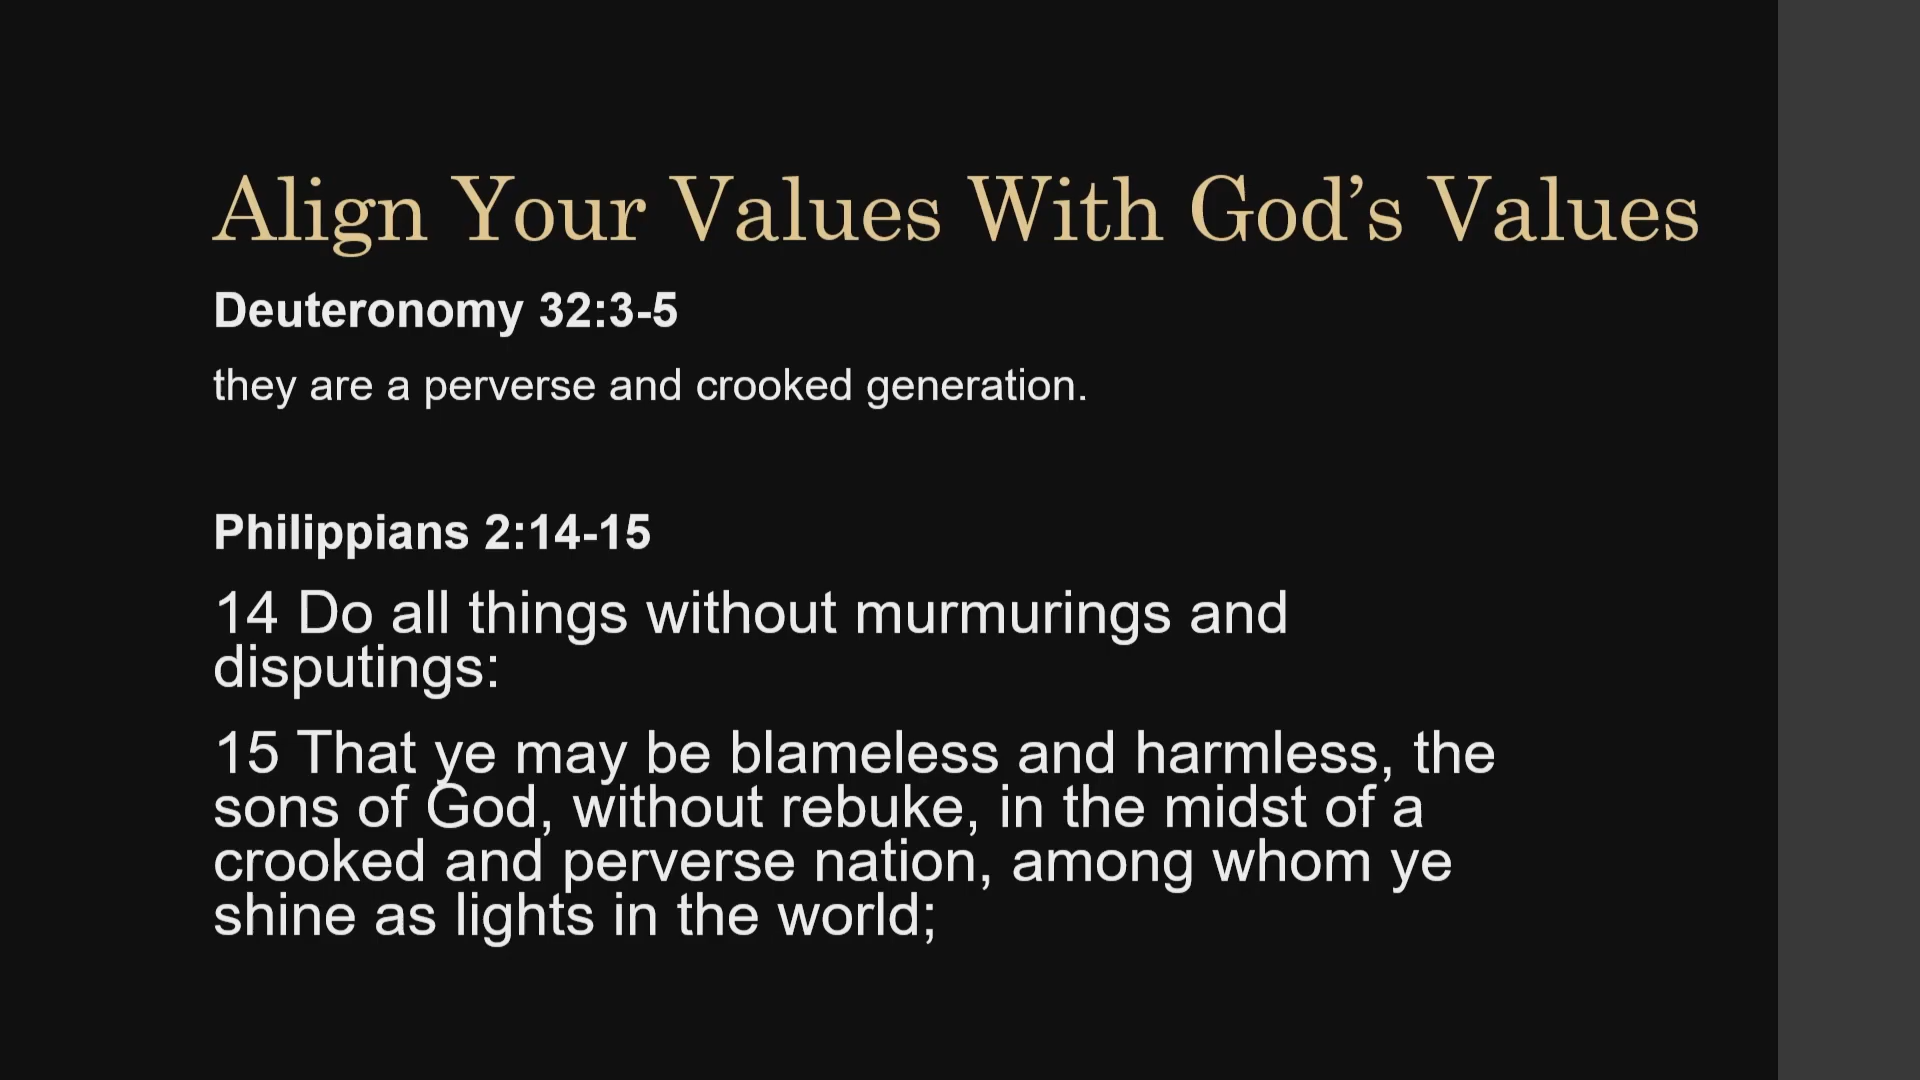 Align Your Values With God’s Values
Deuteronomy 32:3-5
they are a perverse and crooked generation.
Philippians 2:14-15
14 Do all things without murmurings and
disputings:
15 That ye may be blameless and harmless, the
sons of God, without rebuke, in the midst of a
crooked and perverse nation, among whom ye
shine as lights in the world;